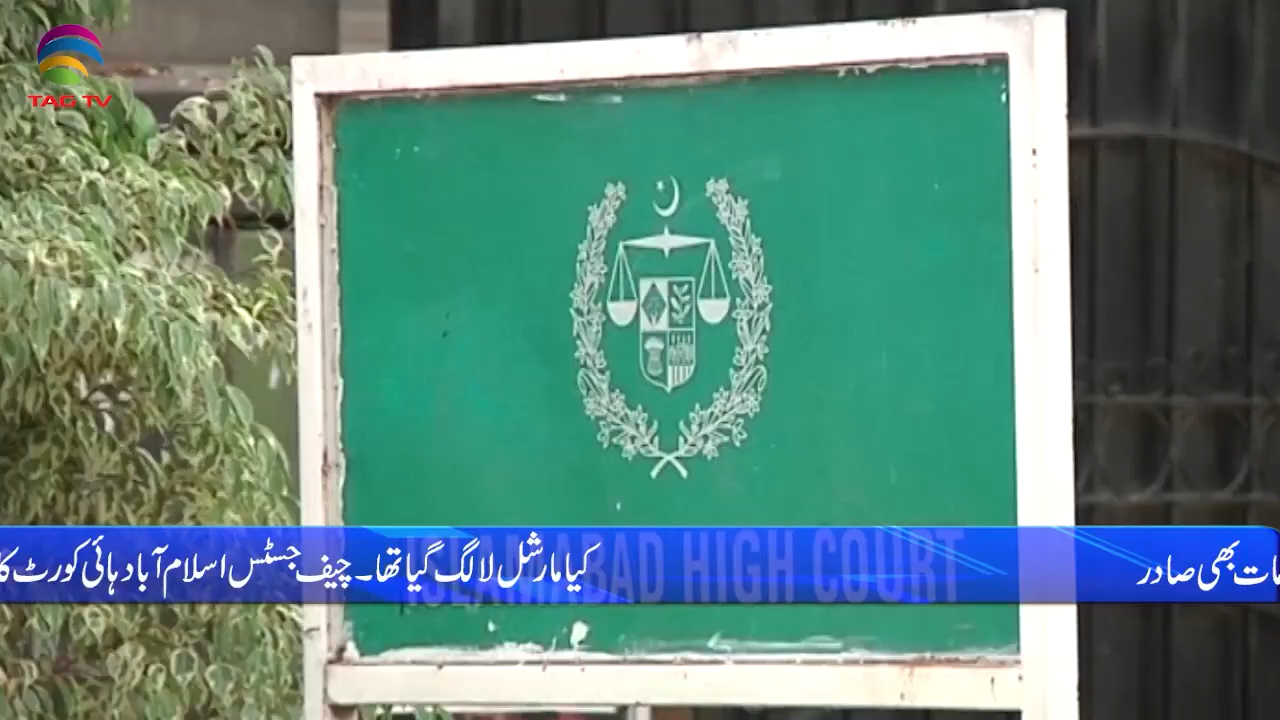 TAG TV
ISLAMABAD HIGH COURT
ات بھی صادر
کیا مارشل لا لگ گیا تھا۔ چیف جسٹس اسلام آباد ہائی کورٹ کا